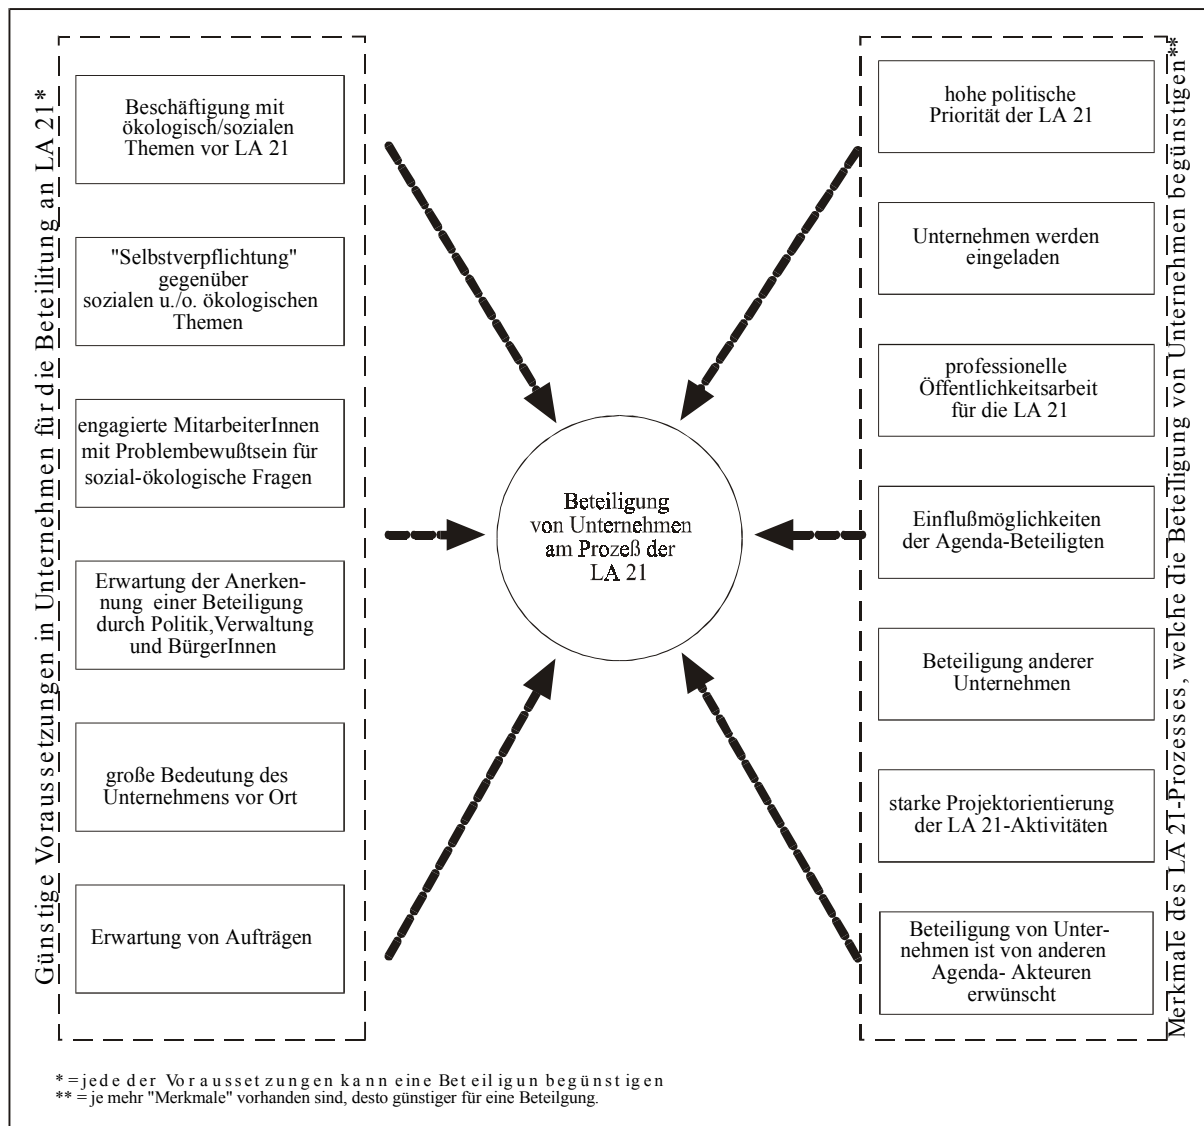 Günstige Voraussetzungen in Unternehmen für die Beteilitung an LA 21*
Beschäftigung mit
ökologisch/sozialen
Themen vor LA 21
"Selbstverpflichtung"
gegenüber
sozialen u./o. ökologischen
Themen
engagierte MitarbeiterInnen
mit Problembewußtsein für
sozial-ökologische Fragen
Erwartung der Anerken-
nung einer Beteiligung
durch Politik,Verwaltung
und BürgerInnen
große Bedeutung des
Unternehmens vor Ort
Erwartung von Aufträgen
Beteiligung
von Unternehmen
am Prozeß der
LA 21
hohe politische
Priorität der LA 21
Unternehmen werden
eingeladen
professionelle
Öffentlichkeitsarbeit
für die LA 21
Einflußmöglichkeiten
der Agenda-Beteiligten
Beteiligung anderer
Unternehmen
starke Projektorientierung
der LA 21-Aktivitäten
Beteiligung von Unter-
nehmen ist von anderen
Agenda- Akteuren
erwünscht
Merkmale des LA 21-Prozesses, welche die Beteiligung von Unternehmen begünstigen**
* = jede der Voraussetzungen kann eine Beteiligun begünstigen
** = je mehr "Merkmale" vorhanden sind, desto günstiger für eine Beteilgung.